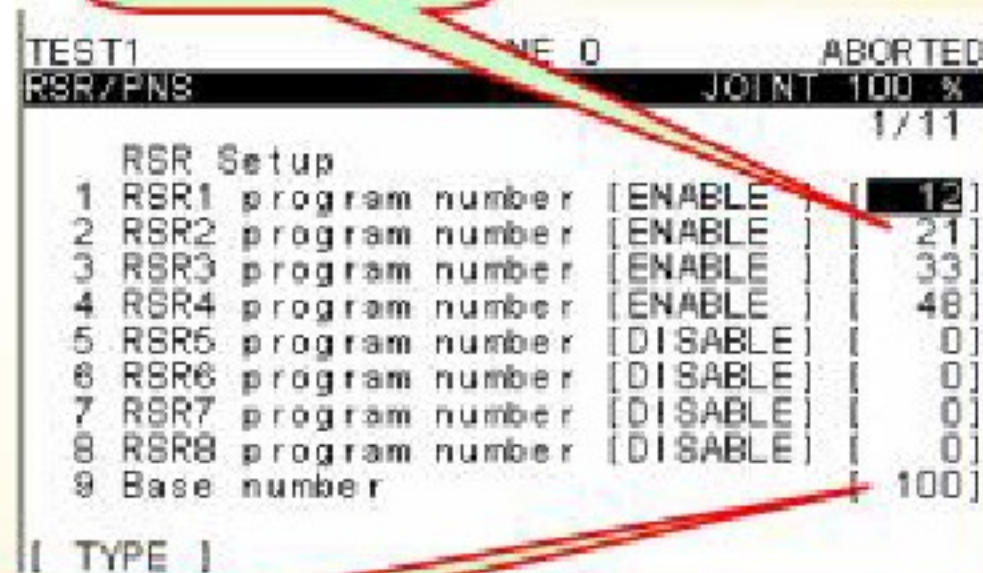 TEST1 NE 0 ABORTED
RSR/PNS JOINT 100 %
1/11
RSR Setup
1 RSR1 program number [ENABLE ] [ 12]
2 RSR2 program number [ENABLE ] [ 21]
3 RSR3 program number [ENABLE ] [ 33]
4 RSR4 program number [ENABLE ] [ 48]
5 RSR5 program number [DISABLE] [ 0]
6 RSR6 program number [DISABLE] [ 0]
7 RSR7 program number [DISABLE] [ 0]
8 RSR8 program number [DISABLE] [ 0]
9 Base number [ 100]
[ TYPE ]